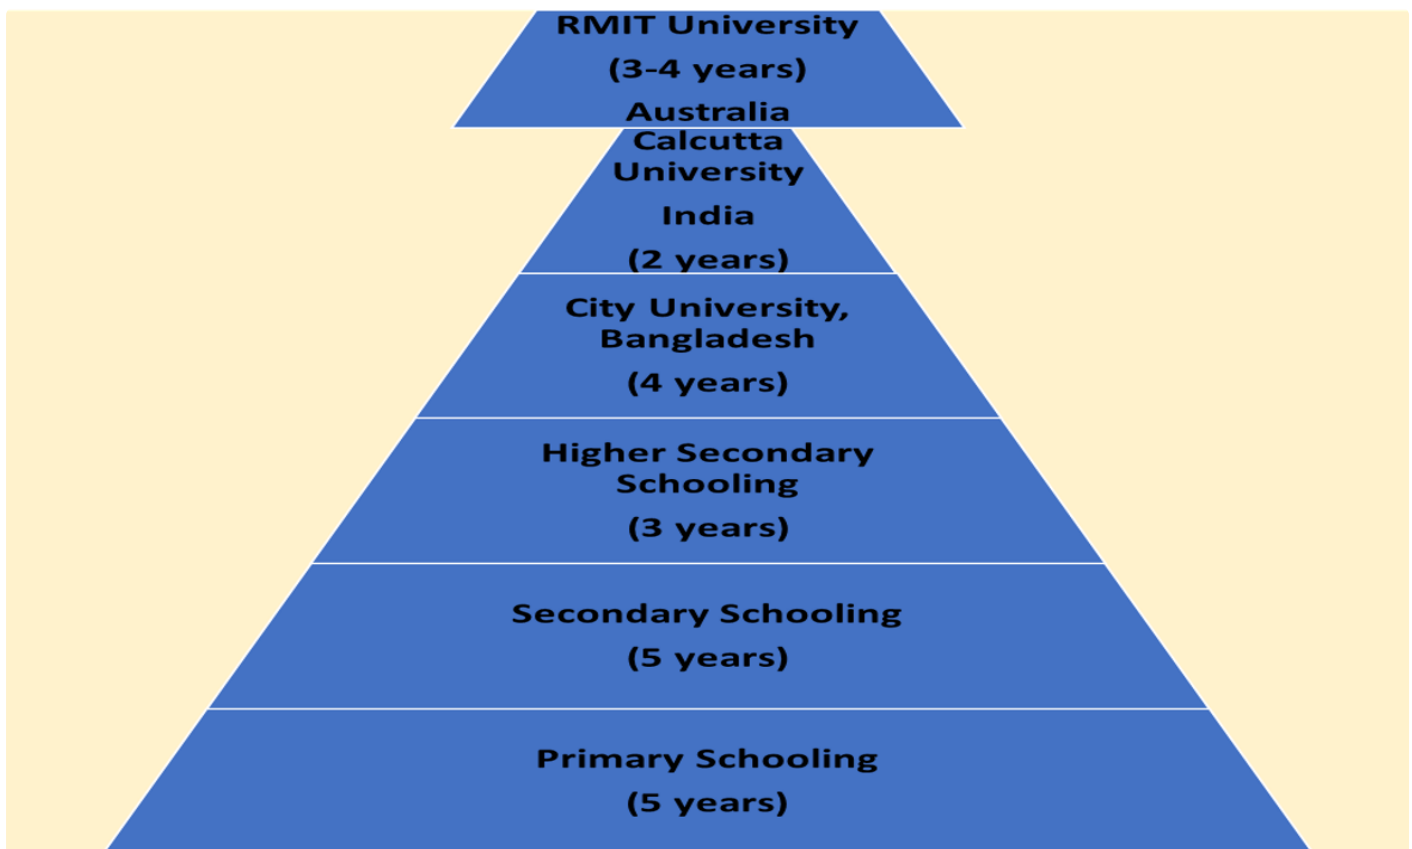 RMIT University
(3-4 years)
Australia
Calcutta
University
India
(2 years)
City University,
Bangladesh
(4 years)
Higher Secondary
Schooling
(3 years)
Secondary Schooling
(5 years)
Primary Schooling
(5 years)